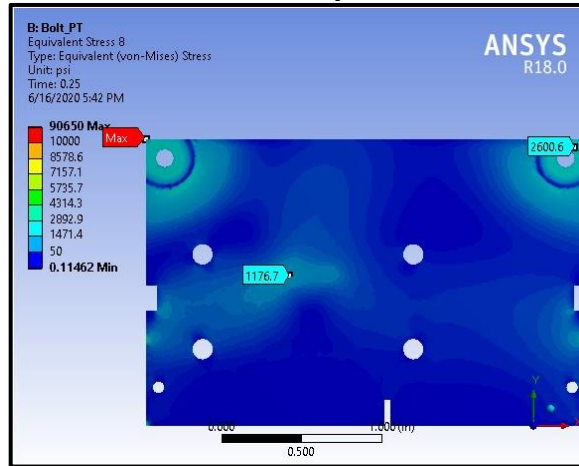 B: Bolt_PT
Equivalent Stress 8
Type: Equivalent (von-Mises) Stress
Unit: psi
Time: 0.25
6/16/2020 5:42 PM
ANSYS
R18.0
90650 Max
10000
8578.6
7157.1
5735.7
4314.3
2892.9
1471.4
50
0.11462 Min
Max
2600.6
1176.7
Y
0.000
1.000 (in)
0.500